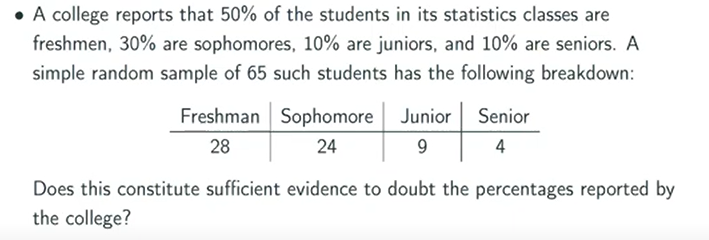 • A college reports that 50% of the students in its statistics classes are
freshmen, 30% are sophomores, 10% are juniors, and 10% are seniors. A
simple random sample of 65 such students has the following breakdown:
Freshman Sophomore Junior Senior
28 24 9 4
Does this constitute sufficient evidence to doubt the percentages reported by
the college?